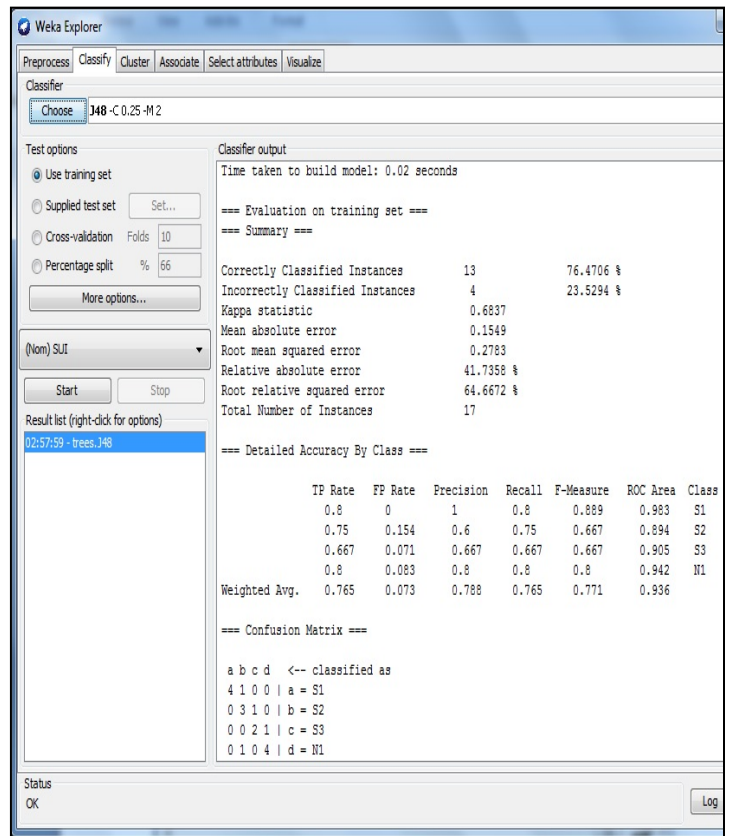 Weka Explorer
Preprocess Classify Cluster Associate Select attributes Visualize
Classifier
Choose J48 -C 0.25 -M 2
Test options
Use training set
Supplied test set Set...
Cross-validation Folds 10
Percentage split % 66
More options...
(Nom) SUI
Start Stop
Result list (right-click for options)
02:57:59 - trees.J48
Classifier output
Time taken to build model: 0.02 seconds
=== Evaluation on training set ===
=== Summary ===
Correctly Classified Instances 13 76.4706 %
Incorrectly Classified Instances 4 23.5294 %
Kappa statistic 0.6837
Mean absolute error 0.1549
Root mean squared error 0.2783
Relative absolute error 41.7358 %
Root relative squared error 64.6672 %
Total Number of Instances 17
=== Detailed Accuracy By Class ===
TP Rate FP Rate Precision Recall F-Measure ROC Area Class
0.8 0 1 0.8 0.889 0.983 S1
0.75 0.154 0.6 0.75 0.667 0.894 S2
0.667 0.071 0.667 0.667 0.667 0.905 S3
0.8 0.083 0.8 0.8 0.8 0.942 N1
Weighted Avg. 0.765 0.073 0.788 0.765 0.771 0.936
=== Confusion Matrix ===
a b c d <-- classified as
4 1 0 0 | a = S1
0 3 1 0 | b = S2
0 0 2 1 | c = S3
0 1 0 4 | d = N1
Status
OK
Log